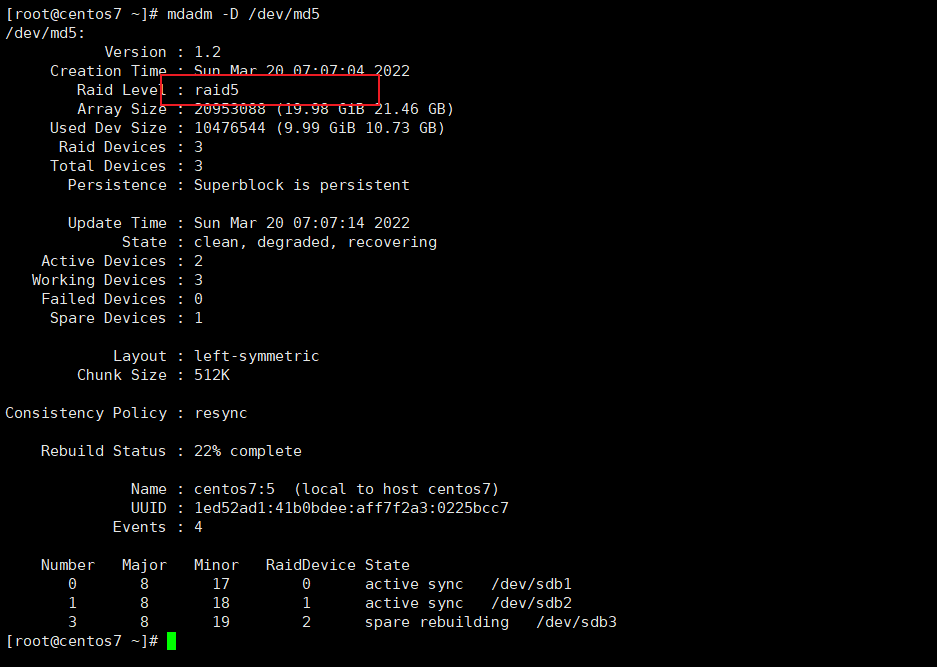 [root@centos7 ~]# mdadm -D /dev/md5
/dev/md5:
Version : 1.2
Creation Time : Sun Mar 20 07:07:04 2022
Raid Level : raid5
Array Size : 20953088 (19.98 GiB 21.46 GB)
Used Dev Size : 10476544 (9.99 GiB 10.73 GB)
Raid Devices : 3
Total Devices : 3
Persistence : Superblock is persistent
Update Time : Sun Mar 20 07:07:14 2022
State : clean, degraded, recovering
Active Devices : 2
Working Devices : 3
Failed Devices : 0
Spare Devices : 1
Layout : left-symmetric
Chunk Size : 512K
Consistency Policy : resync
Rebuild Status : 22% complete
Name : centos7:5  (local to host centos7)
UUID : 1ed52ad1:41b0bdee:aff7f2a3:0225bcc7
Events : 4
Number   Major   Minor   RaidDevice State
0       8       17        0      active sync   /dev/sdb1
1       8       18        1      active sync   /dev/sdb2
3       8       19        2      spare rebuilding   /dev/sdb3
[root@centos7 ~]#